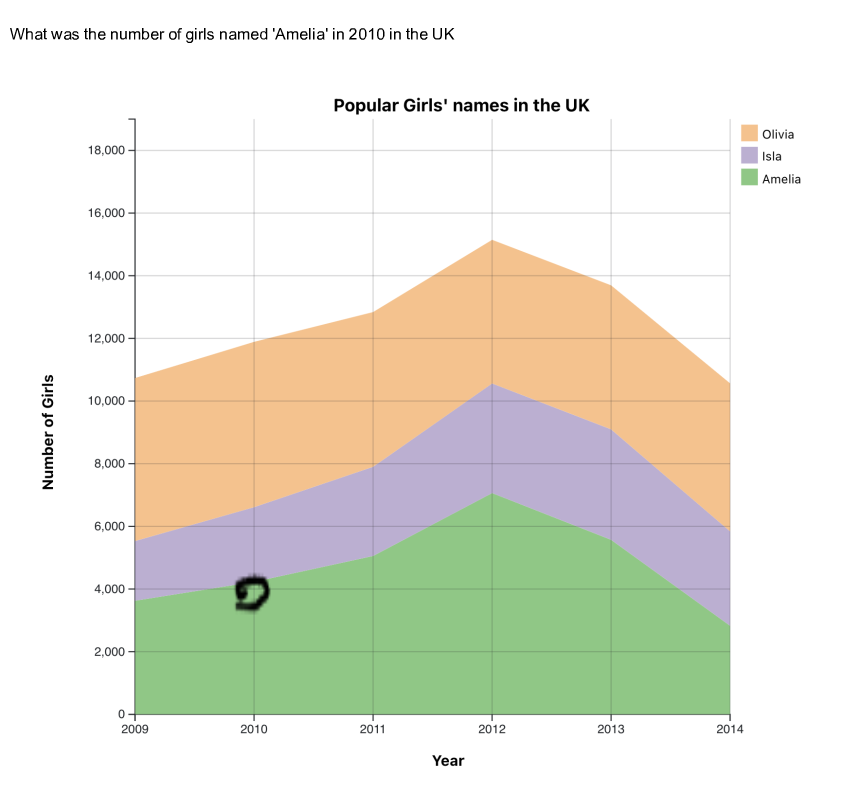 What was the number of girls named 'Amelia' in 2010 in the UK
Popular Girls' names in the UK
Olivia
Isla
Amelia
Number of Girls
18,000
16,000
14,000
12,000
10,000
8,000
6,000
4,000
2,000
0
2009 2010 2011 2012 2013 2014
Year